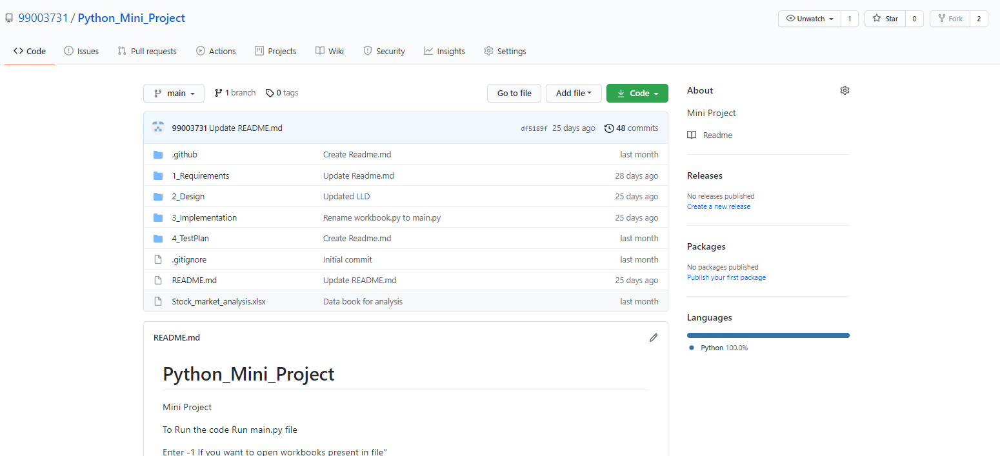 99003731 / Python_Mini_Project
Unwatch 1 Star 0 Fork 2
Code Issues Pull requests Actions Projects Wiki Security Insights Settings
main 1 branch 0 tags Go to file Add file Code
99003731 Update README.md df5189f 25 days ago 48 commits
.github Create Readme.md last month
1_Requirements Update Readme.md 28 days ago
2_Design Updated LLD 25 days ago
3_Implementation Rename workbook.py to main.py 25 days ago
4_TestPlan Create Readme.md last month
.gitignore Initial commit last month
README.md Update README.md 25 days ago
Stock_market_analysis.xlsx Data book for analysis last month
README.md
Python_Mini_Project
Mini Project
To Run the code Run main.py file
Enter -1 If you want to open workbooks present in file"
About
Mini Project
Readme
Releases
No releases published
Create a new release
Packages
No packages published
Publish your first package
Languages
Python 100.0%